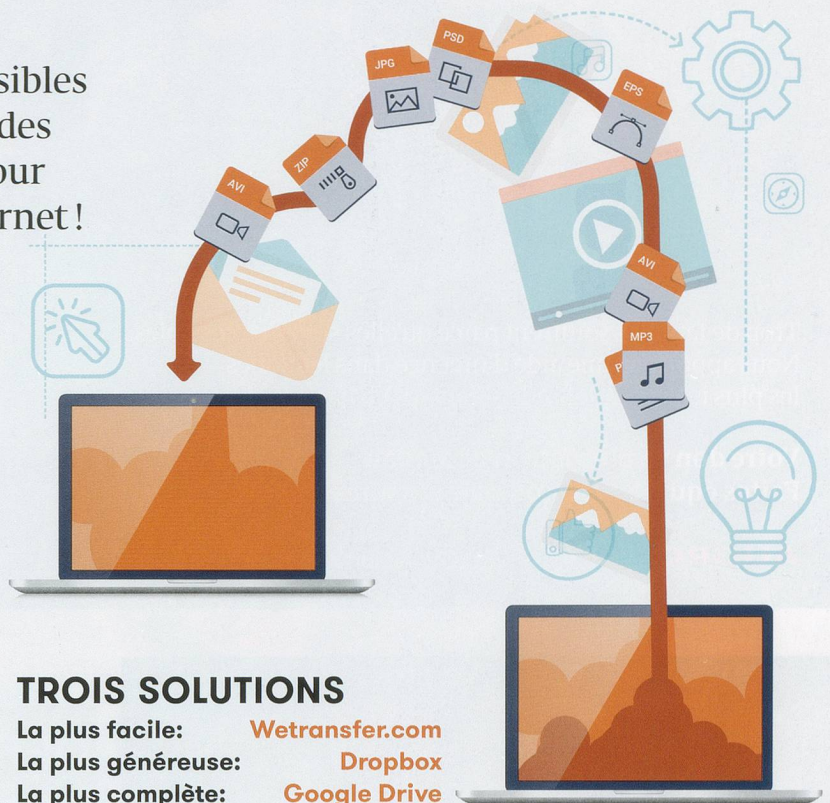 sibles
des
our
rnet !
PSD
JPG
EPS
ZIP
AVI
AVI
MP3
TROIS SOLUTIONS
La plus facile: Wetransfer.com
La plus généreuse: Dropbox
La plus complète: Google Drive